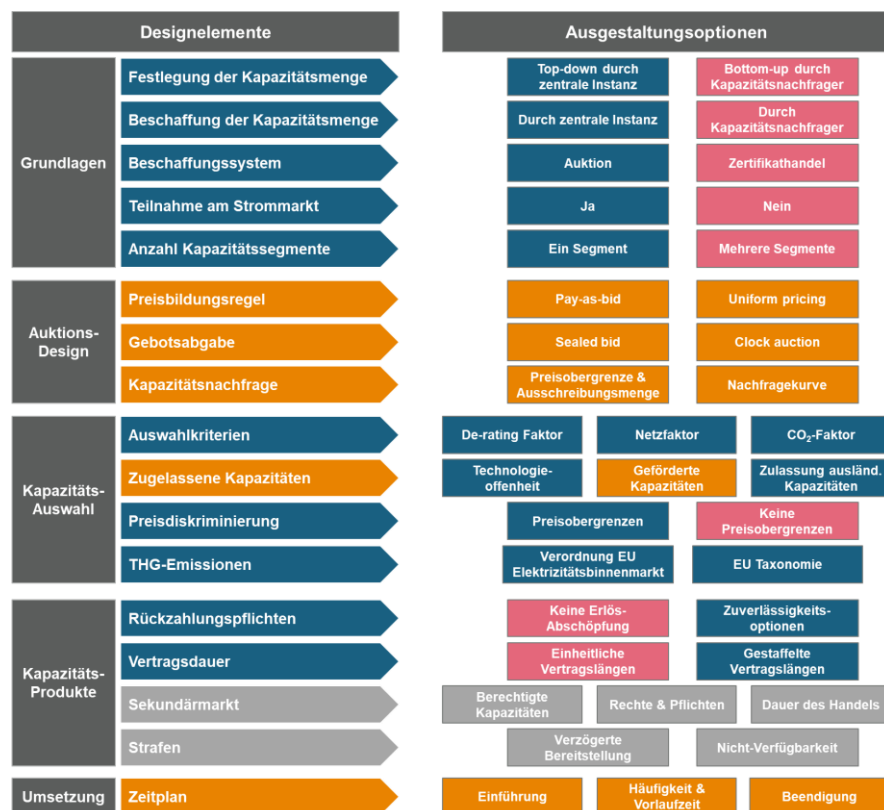 Designelemente
Ausgestaltungsoptionen
Grundlagen
Festlegung der Kapazitätsmenge
Top-down durch
zentrale Instanz
Bottom-up durch
Kapazitätsnachfrager
Beschaffung der Kapazitätsmenge
Durch zentrale Instanz
Durch
Kapazitätsnachfrager
Beschaffungssystem
Auktion
Zertifikathandel
Teilnahme am Strommarkt
Ja
Nein
Anzahl Kapazitätssegmente
Ein Segment
Mehrere Segmente
Auktions-
Design
Preisbildungsregel
Pay-as-bid
Uniform pricing
Gebotsabgabe
Sealed bid
Clock auction
Kapazitätsnachfrage
Preisobergrenze &
Ausschreibungsmenge
Nachfragekurve
Kapazitäts-
Auswahl
Auswahlkriterien
De-rating Faktor
Netzfaktor
CO₂-Faktor
Zugelassene Kapazitäten
Technologie-
offenheit
Geförderte
Kapazitäten
Zulassung ausländ.
Kapazitäten
Preisdiskriminierung
Preisobergrenzen
Keine
Preisobergrenzen
THG-Emissionen
Verordnung EU
Elektrizitätsbinnenmarkt
EU Taxonomie
Kapazitäts-
Produkte
Rückzahlungspflichten
Keine Erlös-
Abschöpfung
Zuverlässigkeits-
optionen
Vertragsdauer
Einheitliche
Vertragslängen
Gestaffelte
Vertragslängen
Sekundärmarkt
Berechtigte
Kapazitäten
Rechte & Pflichten
Dauer des Handels
Strafen
Verzögerte
Bereitstellung
Nicht-Verfügbarkeit
Umsetzung
Zeitplan
Einführung
Häufigkeit &
Vorlaufzeit
Beendigung